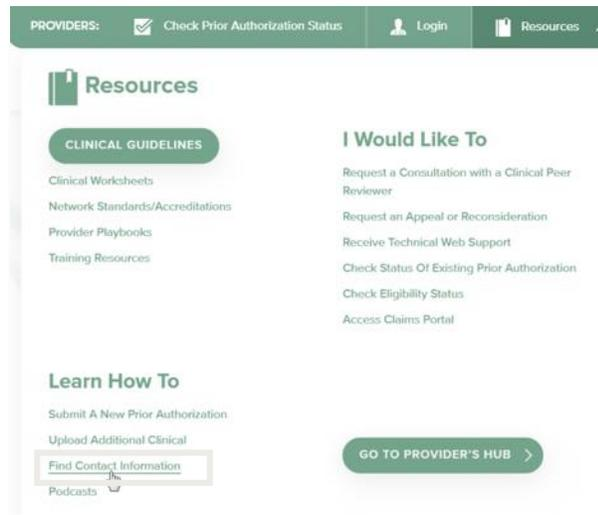 PROVIDERS:
Check Prior Authorization Status
Login
Resources
Resources
CLINICAL GUIDELINES
Clinical Worksheets
Network Standards/Accreditations
Provider Playbooks
Training Resources
I Would Like To
Request a Consultation with a Clinical Peer
Reviewer
Request an Appeal or Reconsideration
Receive Technical Web Support
Check Status Of Existing Prior Authorization
Check Eligibility Status
Access Claims Portal
Learn How To
Submit A New Prior Authorization
Upload Additional Clinical
Find Contact Information
Podcasts
GO TO PROVIDER'S HUB